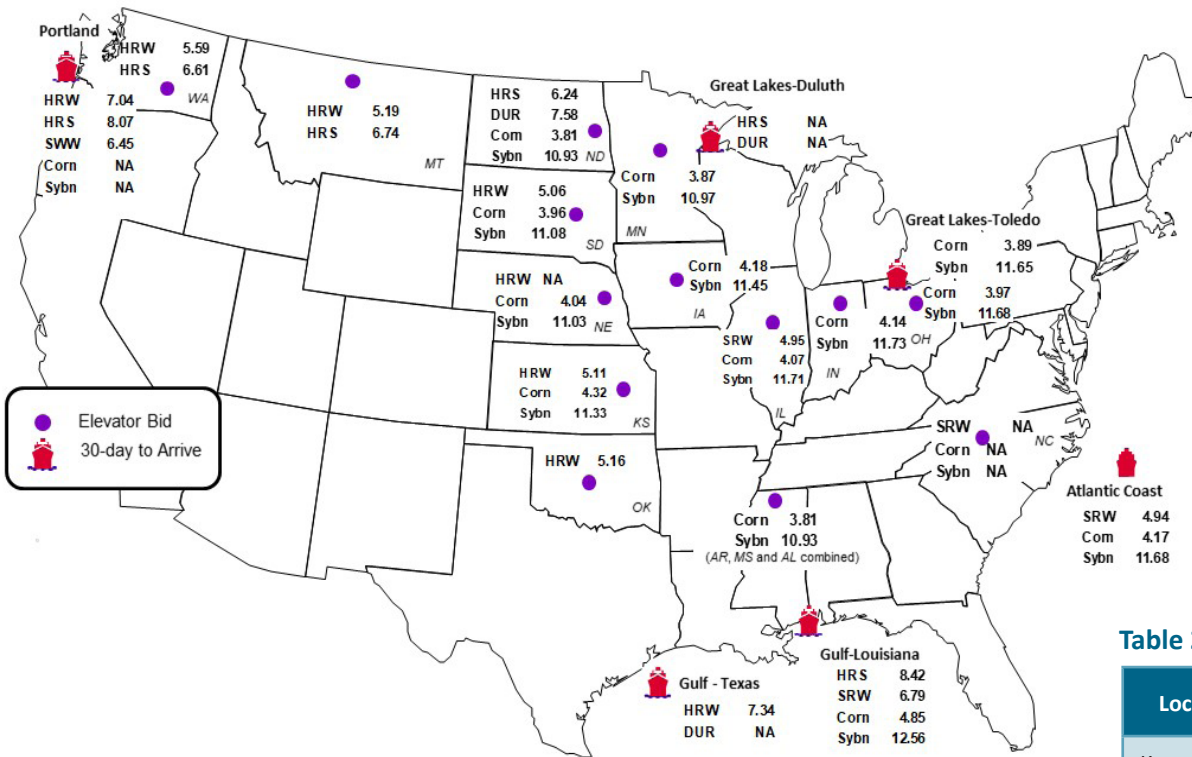 Portland
HRW 7.04
HRS 8.07
SWW 6.45
Corn NA
Sybn NA
HRW 5.59
HRS 6.61
WA
HRW 5.19
HRS 6.74
MT
HRS 6.24
DUR 7.58
Corn 3.81
Sybn 10.93
ND
HRW 5.06
Corn 3.96
Sybn 11.08
SD
HRW NA
Corn 4.04
Sybn 11.03
NE
HRW 5.11
Corn 4.32
Sybn 11.33
KS
HRW 5.16
OK
Great Lakes-Duluth
HRS NA
DUR NA
Corn 3.87
Sybn 10.97
MN
Corn 4.18
Sybn 11.45
IA
SRW 4.95
Corn 4.07
Sybn 11.71
IL
Great Lakes-Toledo
Corn 3.89
Sybn 11.65
Corn 3.97
Sybn 11.68
OH
Corn 4.14
Sybn 11.73
IN
SRW NA
Corn NA
Sybn NA
NC
Atlantic Coast
SRW 4.94
Corn 4.17
Sybn 11.68
Corn 3.81
Sybn 10.93
(AR, MS and AL combined)
Gulf-Louisiana
HRS 8.42
SRW 6.79
Corn 4.85
Sybn 12.56
Gulf - Texas
HRW 7.34
DUR NA
Elevator Bid
30-day to Arrive
Table
Loc